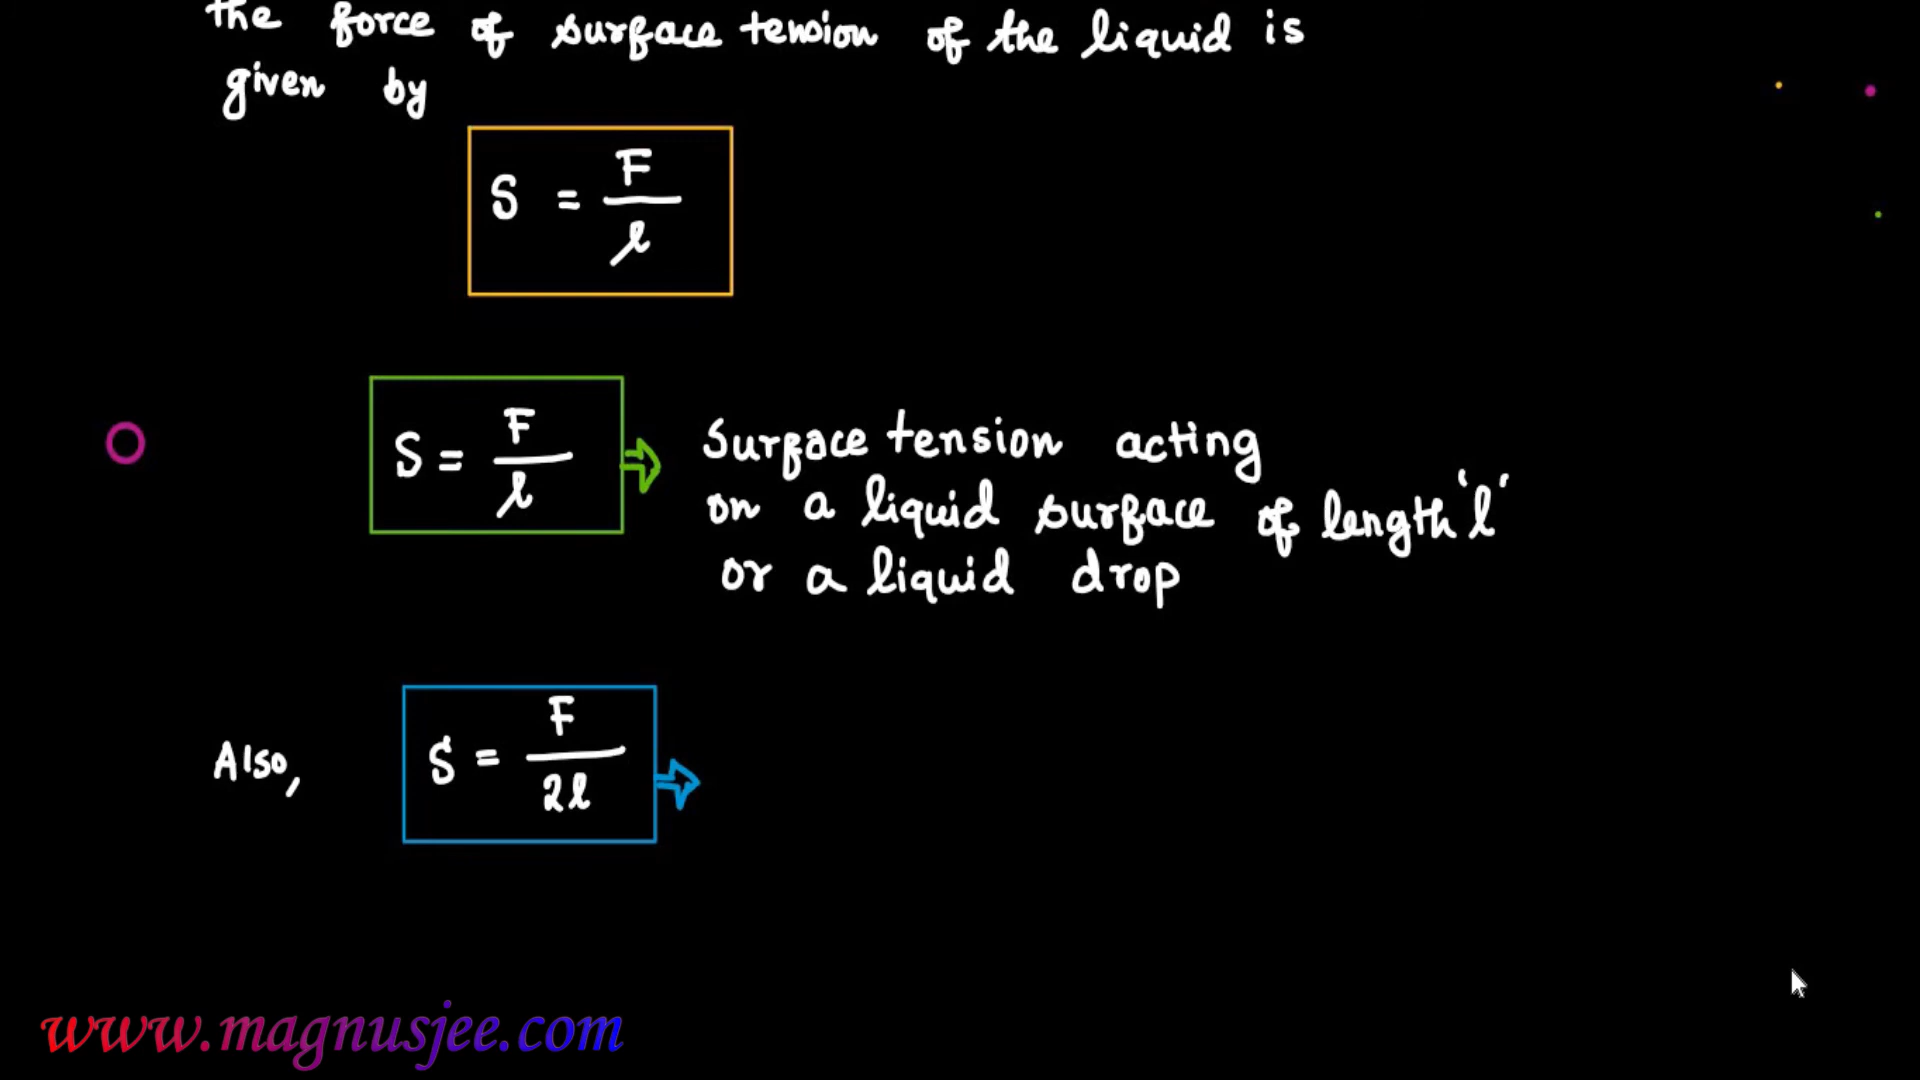 the force of surface tension of the liquid is
given by
S = F/l
S = F/l
Surface tension acting
on a liquid surface of length 'l'
or a liquid drop
Also, S = F/2l
www.magnusjee.com